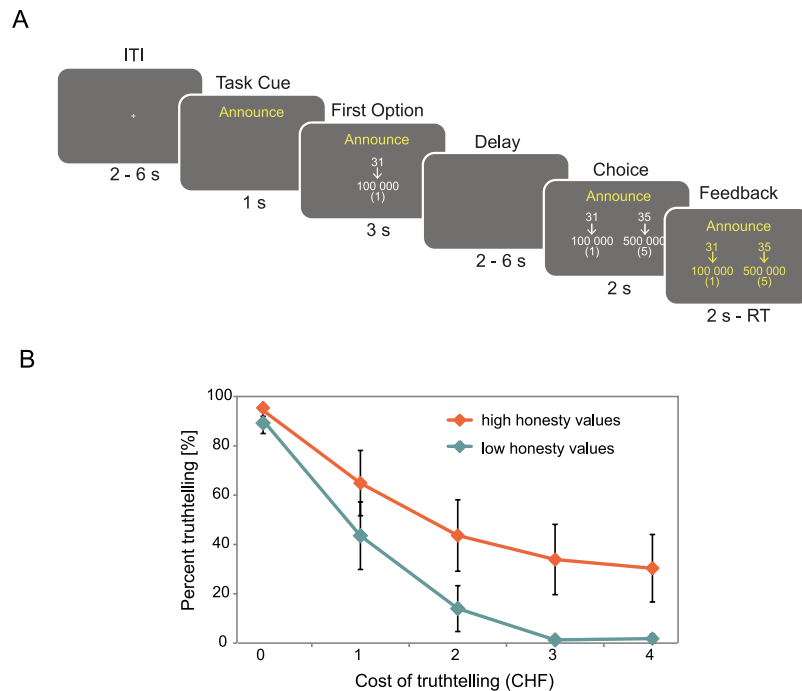 A
ITI
2 - 6 s
Task Cue
Announce
1 s
First Option
Announce
31
100 000
(1)
3 s
Delay
2 - 6 s
Choice
Announce
31 35
100 000 500 000
(1) (5)
2 s
Feedback
Announce
31 35
100 000 500 000
(1) (5)
2 s - RT
B
Percent truthtelling [%]
100
80
60
40
20
0
high honesty values
low honesty values
0 1 2 3 4
Cost of truthtelling (CHF)